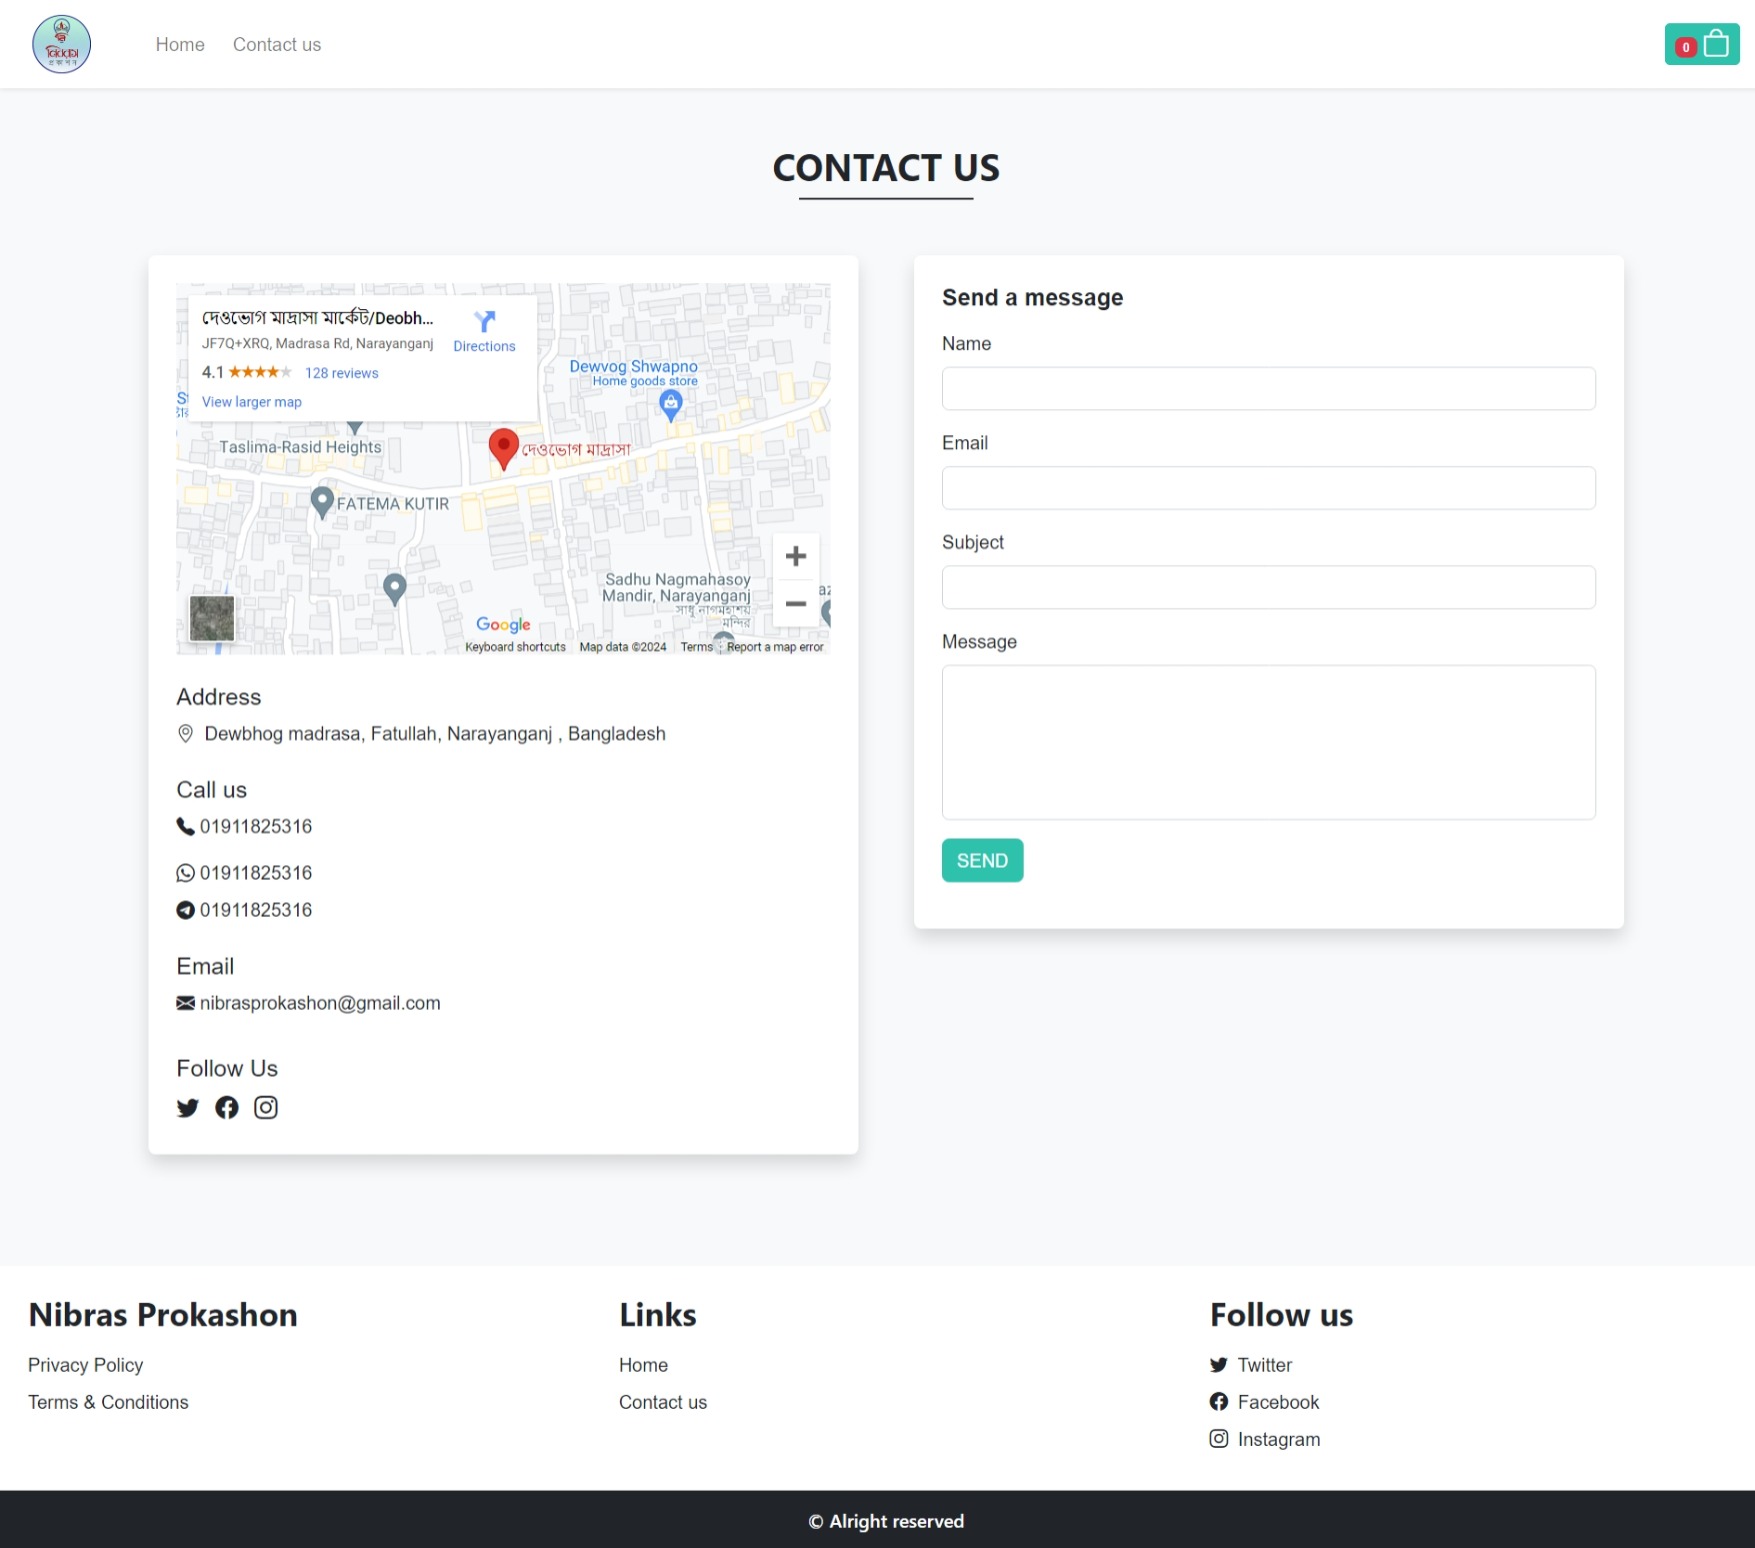 নিবরাস
প্রকাশন
Home
Contact us
0
CONTACT US
দেওভোগ মাদ্রাসা মার্কেট/Deobh...
JF7Q+XRQ, Madrasa Rd, Narayanganj
Directions
4.1
128 reviews
View larger map
Dewvog Shwapno
Home goods store
Taslima-Rasid Heights
দেওভোগ মাদ্রাসা
FATEMA KUTIR
Sadhu Nagmahasoy
Mandir, Narayanganj
সাধু নাগমহাশয়
মন্দির
Google
Keyboard shortcuts
Map data ©2024
Terms
Report a map error
Address
Dewbhog madrasa, Fatullah, Narayanganj , Bangladesh
Call us
01911825316
01911825316
01911825316
Email
nibrasprokashon@gmail.com
Follow Us
Send a message
Name
Email
Subject
Message
SEND
Nibras Prokashon
Privacy Policy
Terms & Conditions
Links
Home
Contact us
Follow us
Twitter
Facebook
Instagram
© Alright reserved